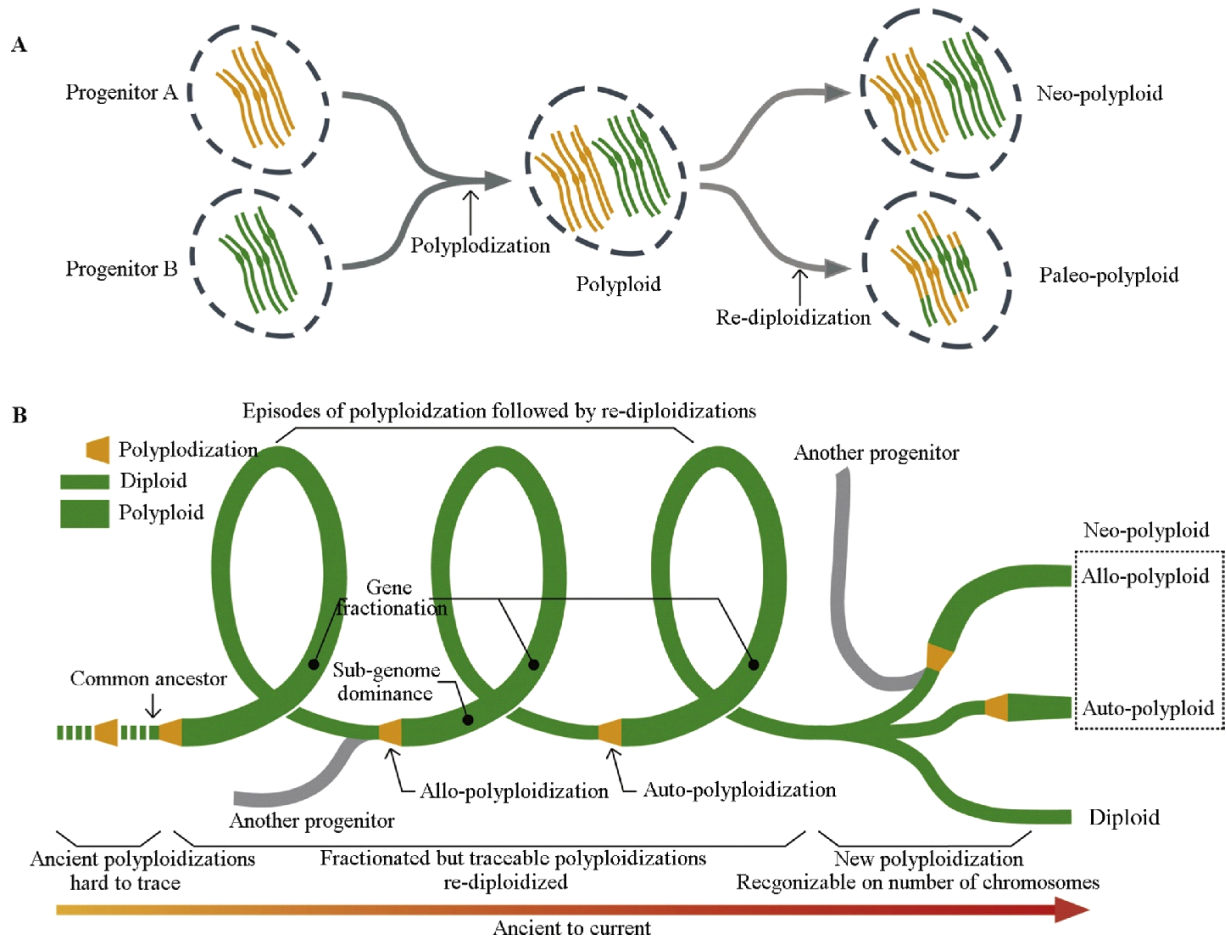 A
Progenitor A
Progenitor B
Polyplodization
Polyploid
Neo-polyploid
Paleo-polyploid
Re-diploidization
B
Episodes of polyploidzation followed by re-diploidizations
Polyplodization
Diploid
Polyploid
Another progenitor
Neo-polyploid
Allo-polyploid
Gene
fractionation
Sub-genome
dominance
Common ancestor
Auto-polyploid
Allo-polyploidization
Auto-polyploidization
Another progenitor
Diploid
Ancient polyploidizations
hard to trace
Fractionated but traceable polyploidizations
re-diploidized
New polyploidization
Recgonizable on number of chromosomes
Ancient to current